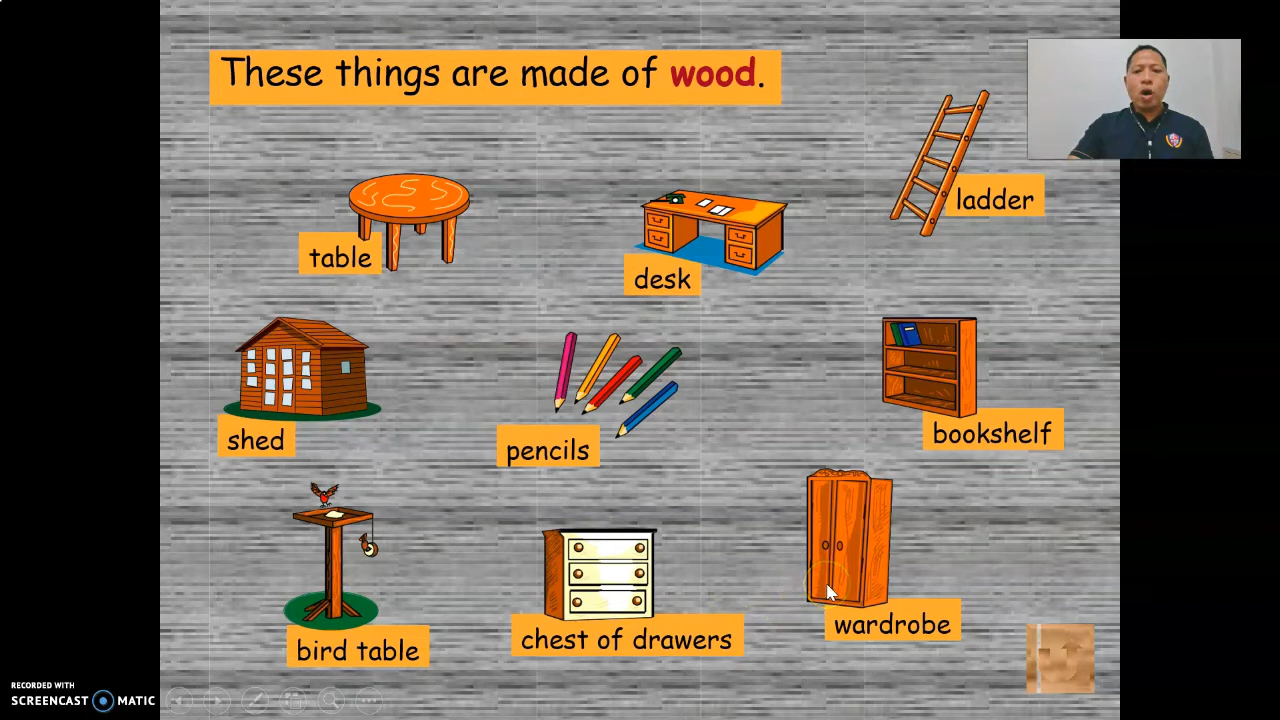 These things are made of wood.
ladder
table
desk
shed
pencils
bookshelf
bird table
chest of drawers
wardrobe
RECORDED WITH
SCREENCAST MATIC